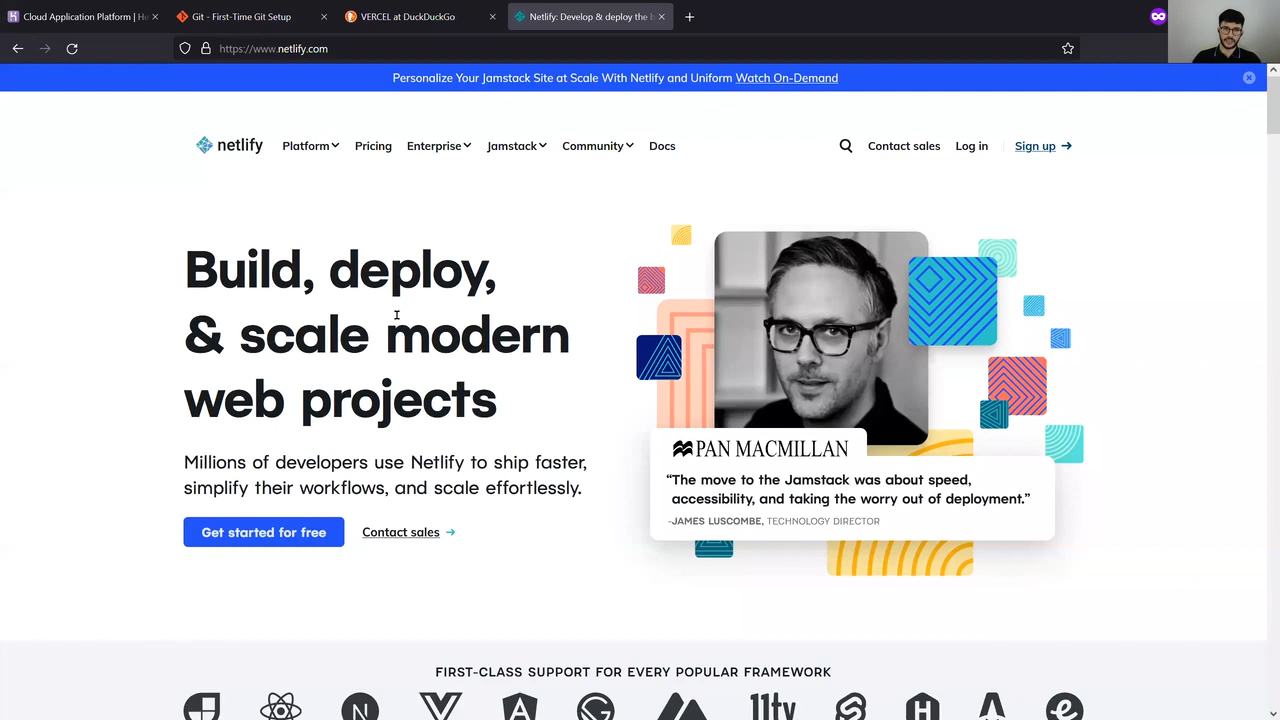 Cloud Application Platform | He
Git - First-Time Git Setup
VERCEL at DuckDuckGo
Netlify: Develop & deploy the b
https://www.netlify.com
Personalize Your Jamstack Site at Scale With Netlify and Uniform Watch On-Demand
netlify
Platform
Pricing
Enterprise
Jamstack
Community
Docs
Contact sales
Log in
Sign up
Build, deploy,
& scale modern
web projects
Millions of developers use Netlify to ship faster,
simplify their workflows, and scale effortlessly.
Get started for free
Contact sales
PAN MACMILLAN
“The move to the Jamstack was about speed,
accessibility, and taking the worry out of deployment.”
-JAMES LUSCOMBE, TECHNOLOGY DIRECTOR
FIRST-CLASS SUPPORT FOR EVERY POPULAR FRAMEWORK
11ty